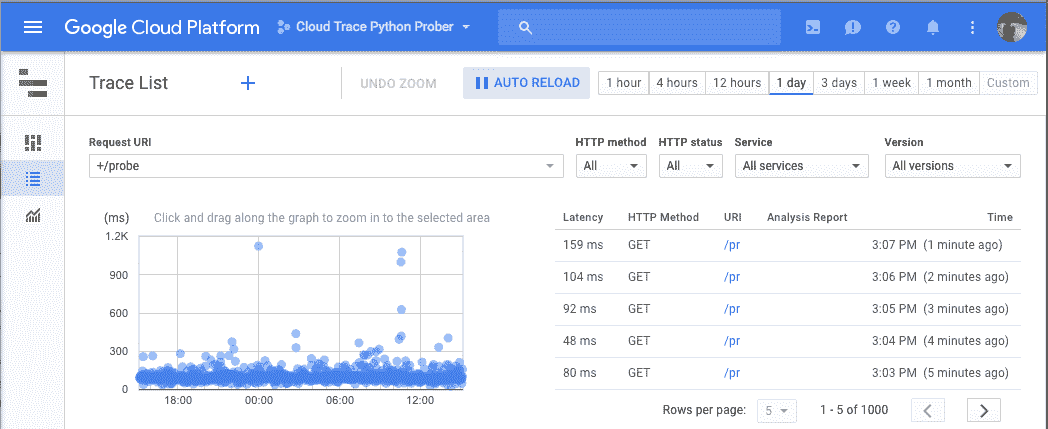 Google Cloud Platform Cloud Trace Python Prober
Trace List + UNDO ZOOM AUTO RELOAD 1 hour 4 hours 12 hours 1 day 3 days 1 week 1 month Custom
Request URI HTTP method HTTP status Service Version
+/probe All All All services All versions
(ms) Click and drag along the graph to zoom in to the selected area
1.2K
900
600
300
0
18:00 00:00 06:00 12:00
Latency HTTP Method URI Analysis Report Time
159 ms GET /pr 3:07 PM (1 minute ago)
104 ms GET /pr 3:06 PM (2 minutes ago)
92 ms GET /pr 3:05 PM (3 minutes ago)
48 ms GET /pr 3:04 PM (4 minutes ago)
80 ms GET /pr 3:03 PM (5 minutes ago)
Rows per page: 5 1 - 5 of 1000